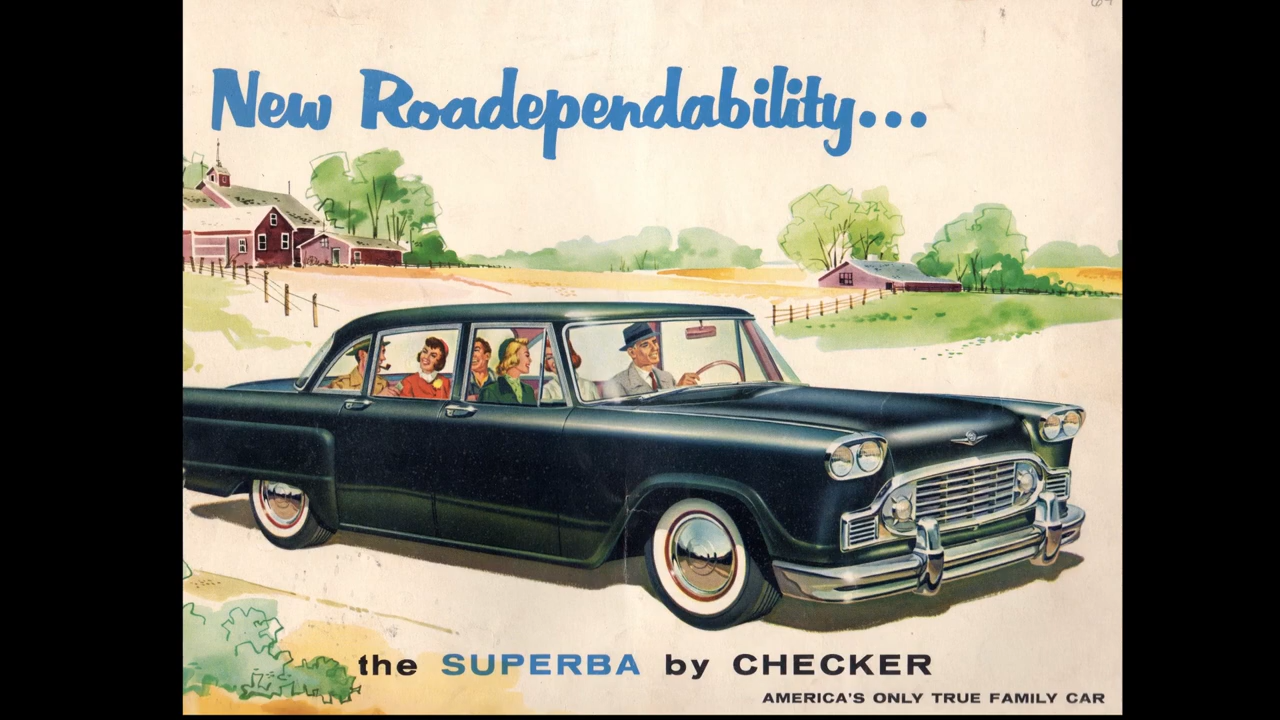 New Roadependability...
the SUPERBA by CHECKER
AMERICA'S ONLY TRUE FAMILY CAR